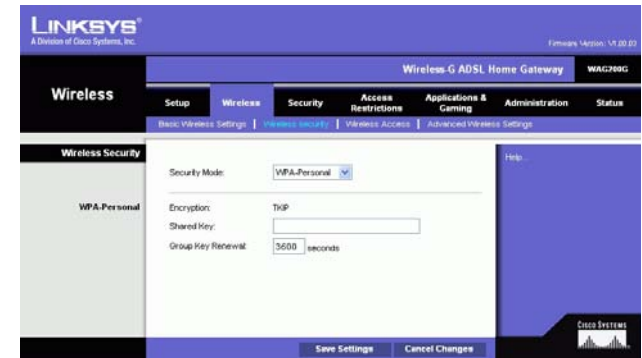 LINKSYS®
A Division of Cisco Systems, Inc.
Firmware Version: V1.00.03
Wireless-G ADSL Home Gateway WAG200G
Wireless
Setup Wireless Security Access Restrictions Applications & Gaming Administration Status
Basic Wireless Settings | Wireless Security | Wireless Access | Advanced Wireless Settings
Wireless Security
Help...
Security Mode: WPA-Personal
WPA-Personal
Encryption: TKIP
Shared Key:
Group Key Renewal: 3600 seconds
Save Settings Cancel Changes
CISCO SYSTEMS